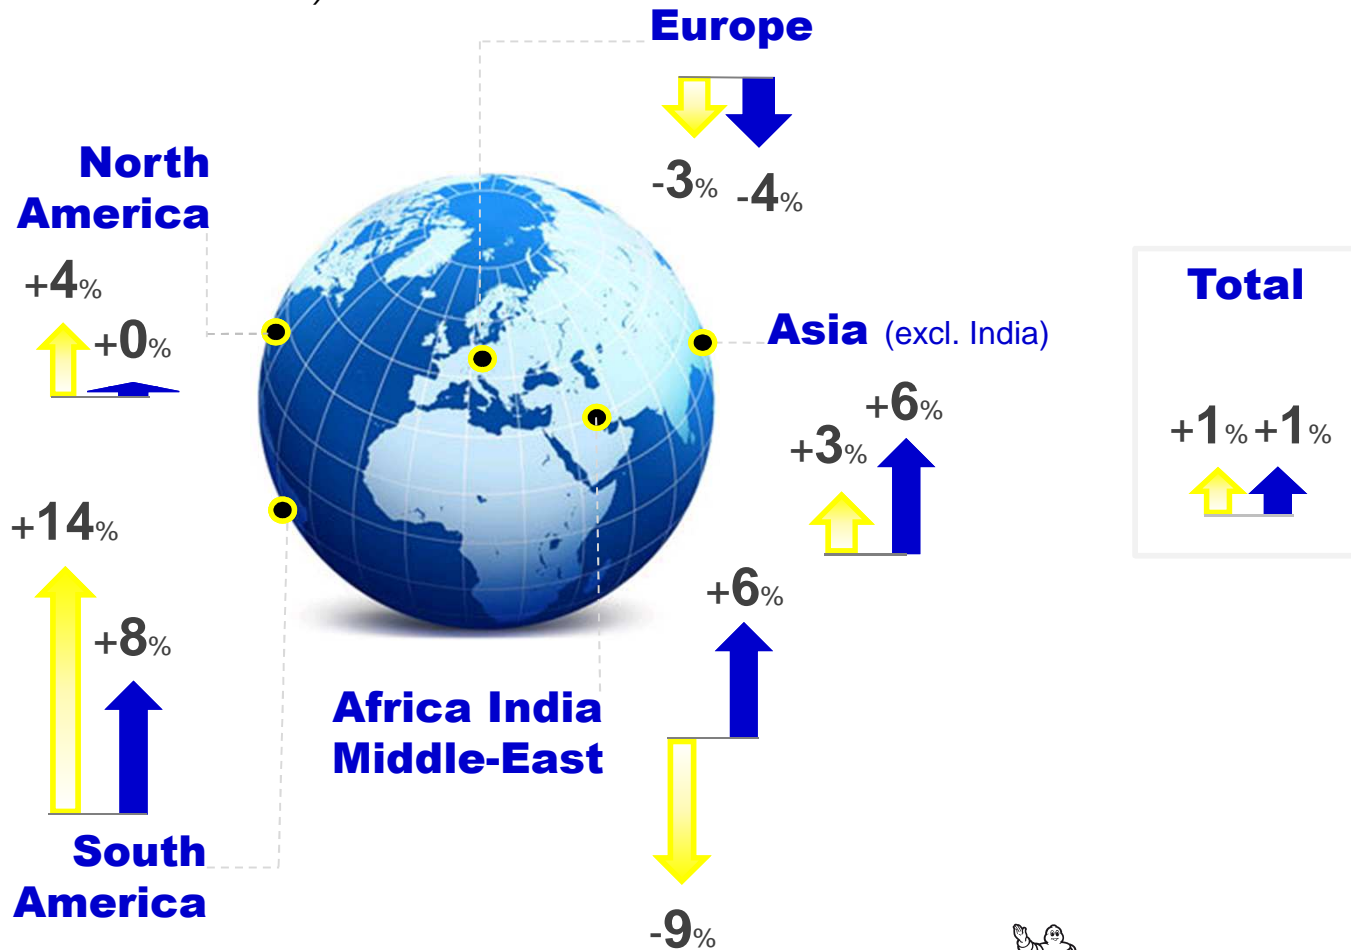 )
Europe
-3% -4%
North
America
+4%
+0%
Total
Asia (excl. India)
+6%
+3%
+1% +1%
+14%
+8%
+6%
Africa India
Middle-East
South
America
-9%